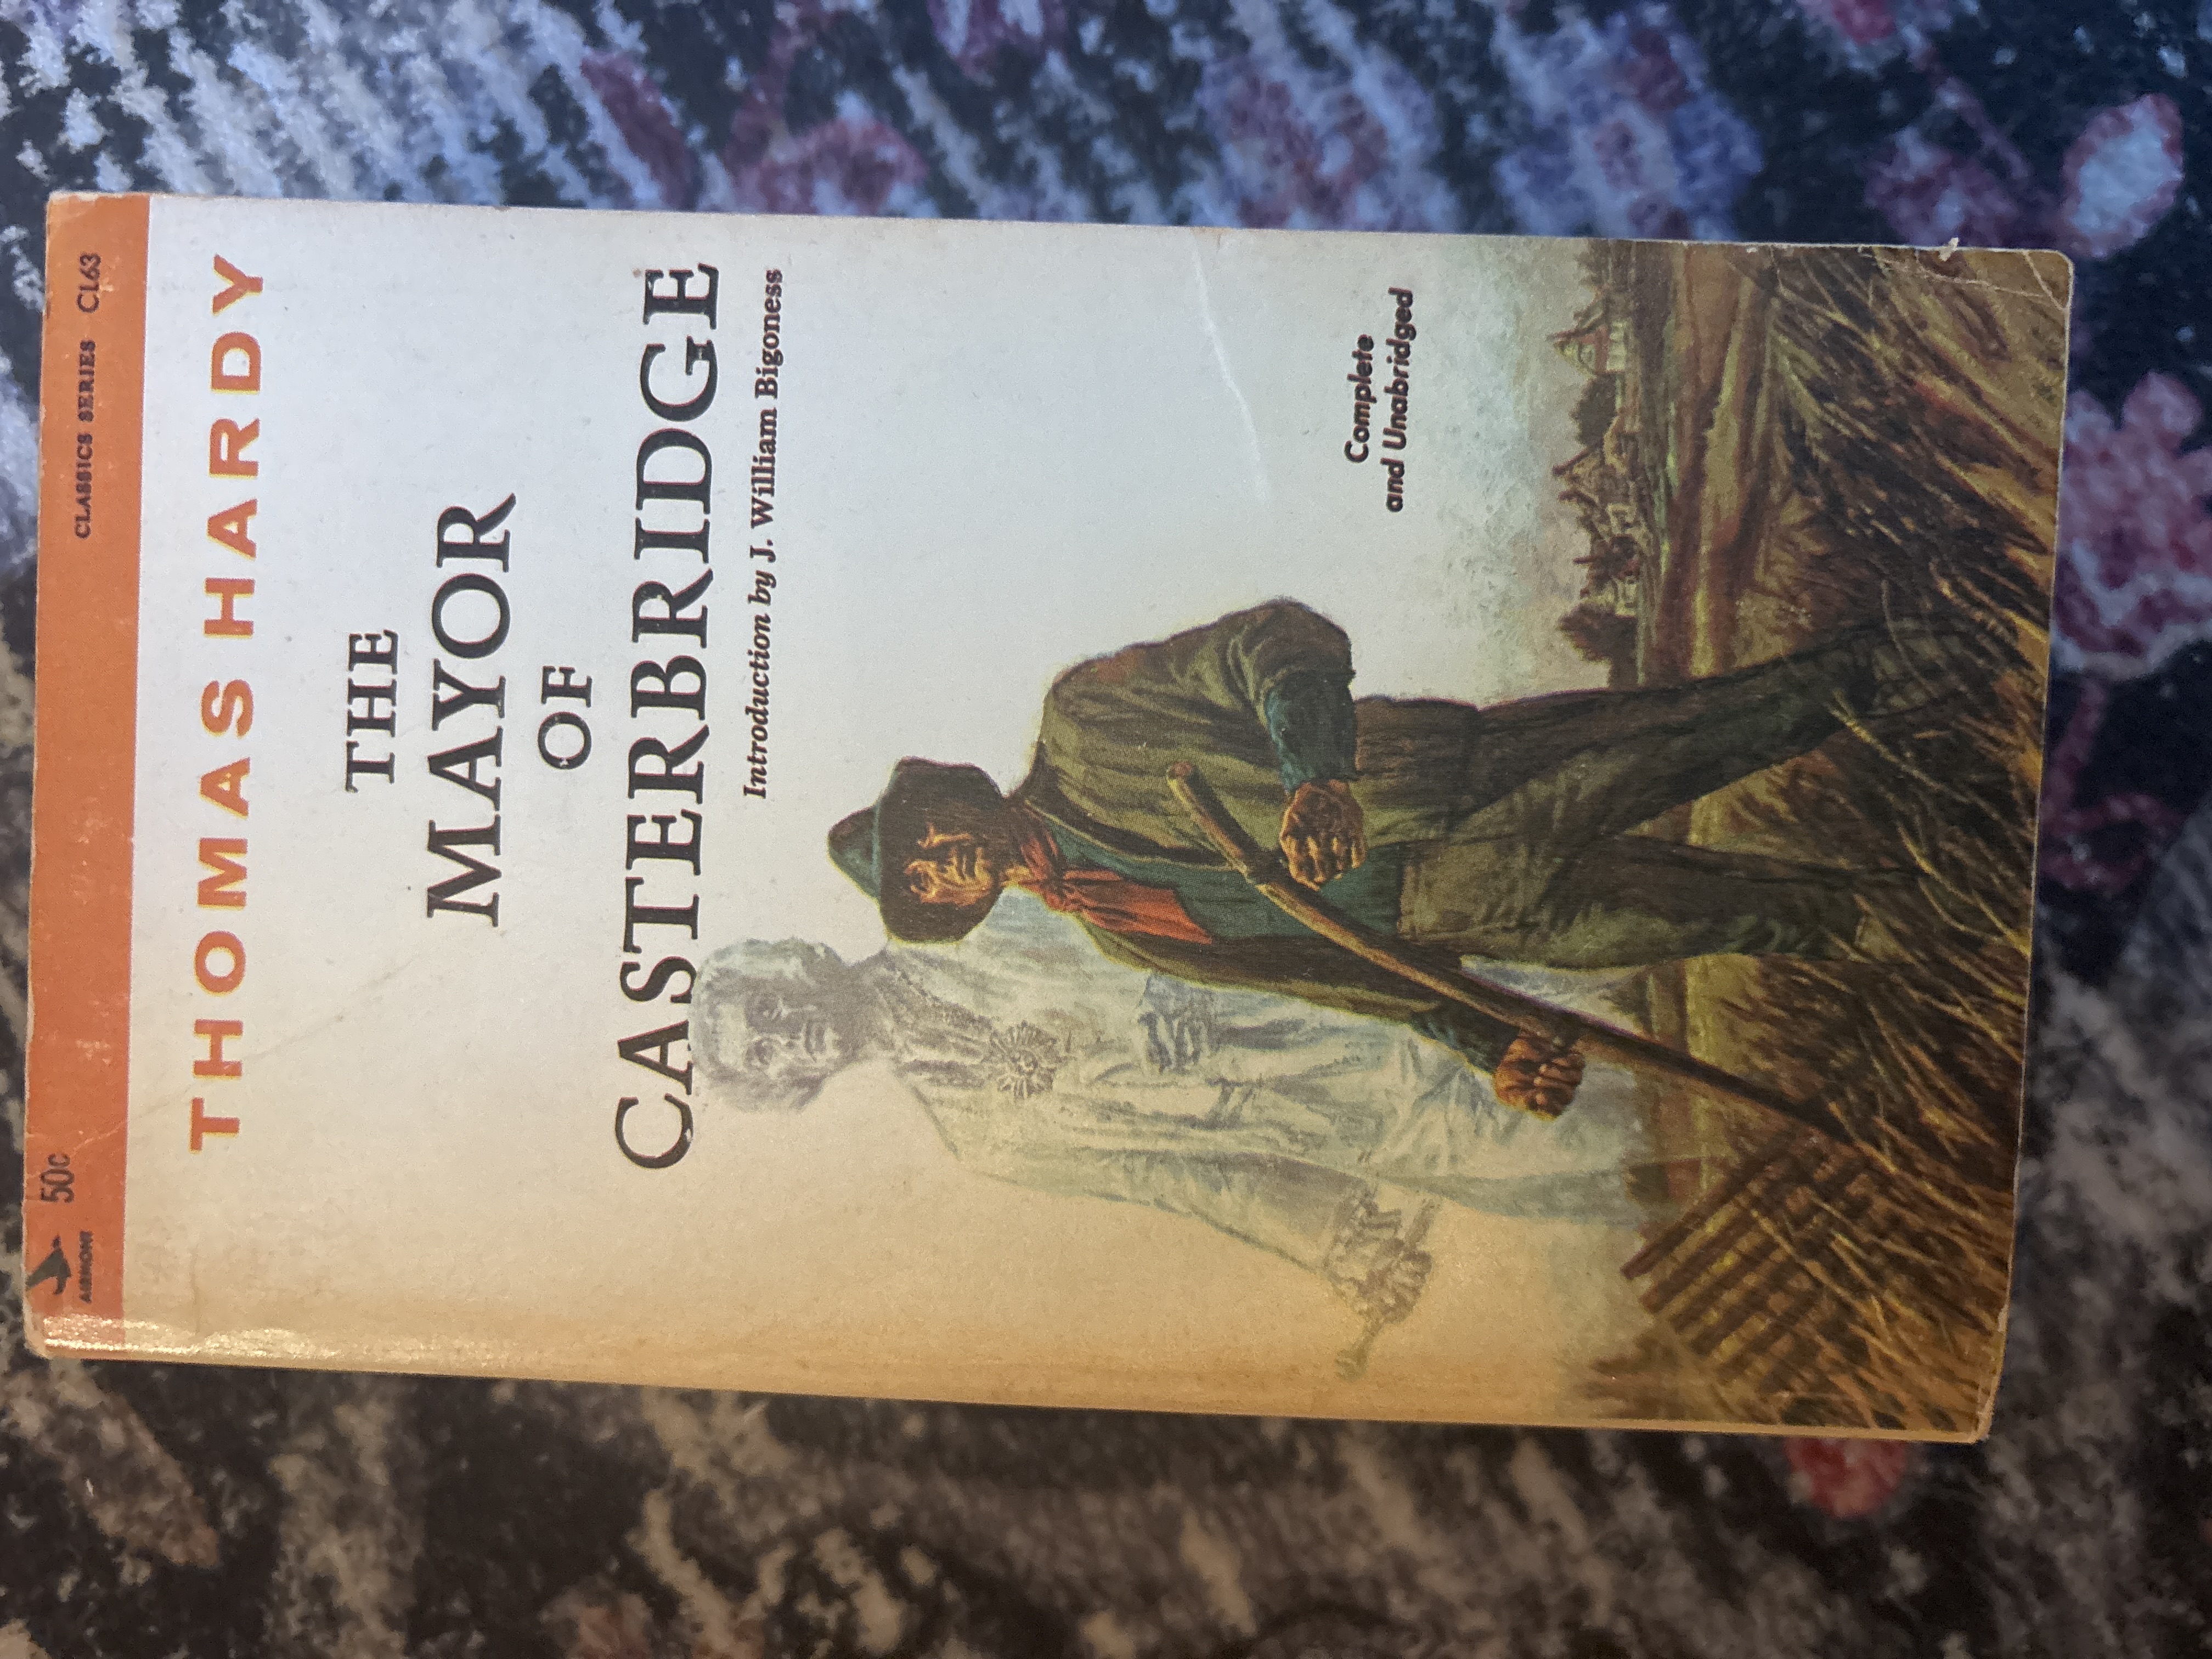 AIRMONT 50c CLASSICS SERIES CL63
THOMAS HARDY
THE
MAYOR
OF
CASTERBRIDGE
Introduction by J. William Bigoness
Complete
and Unabridged